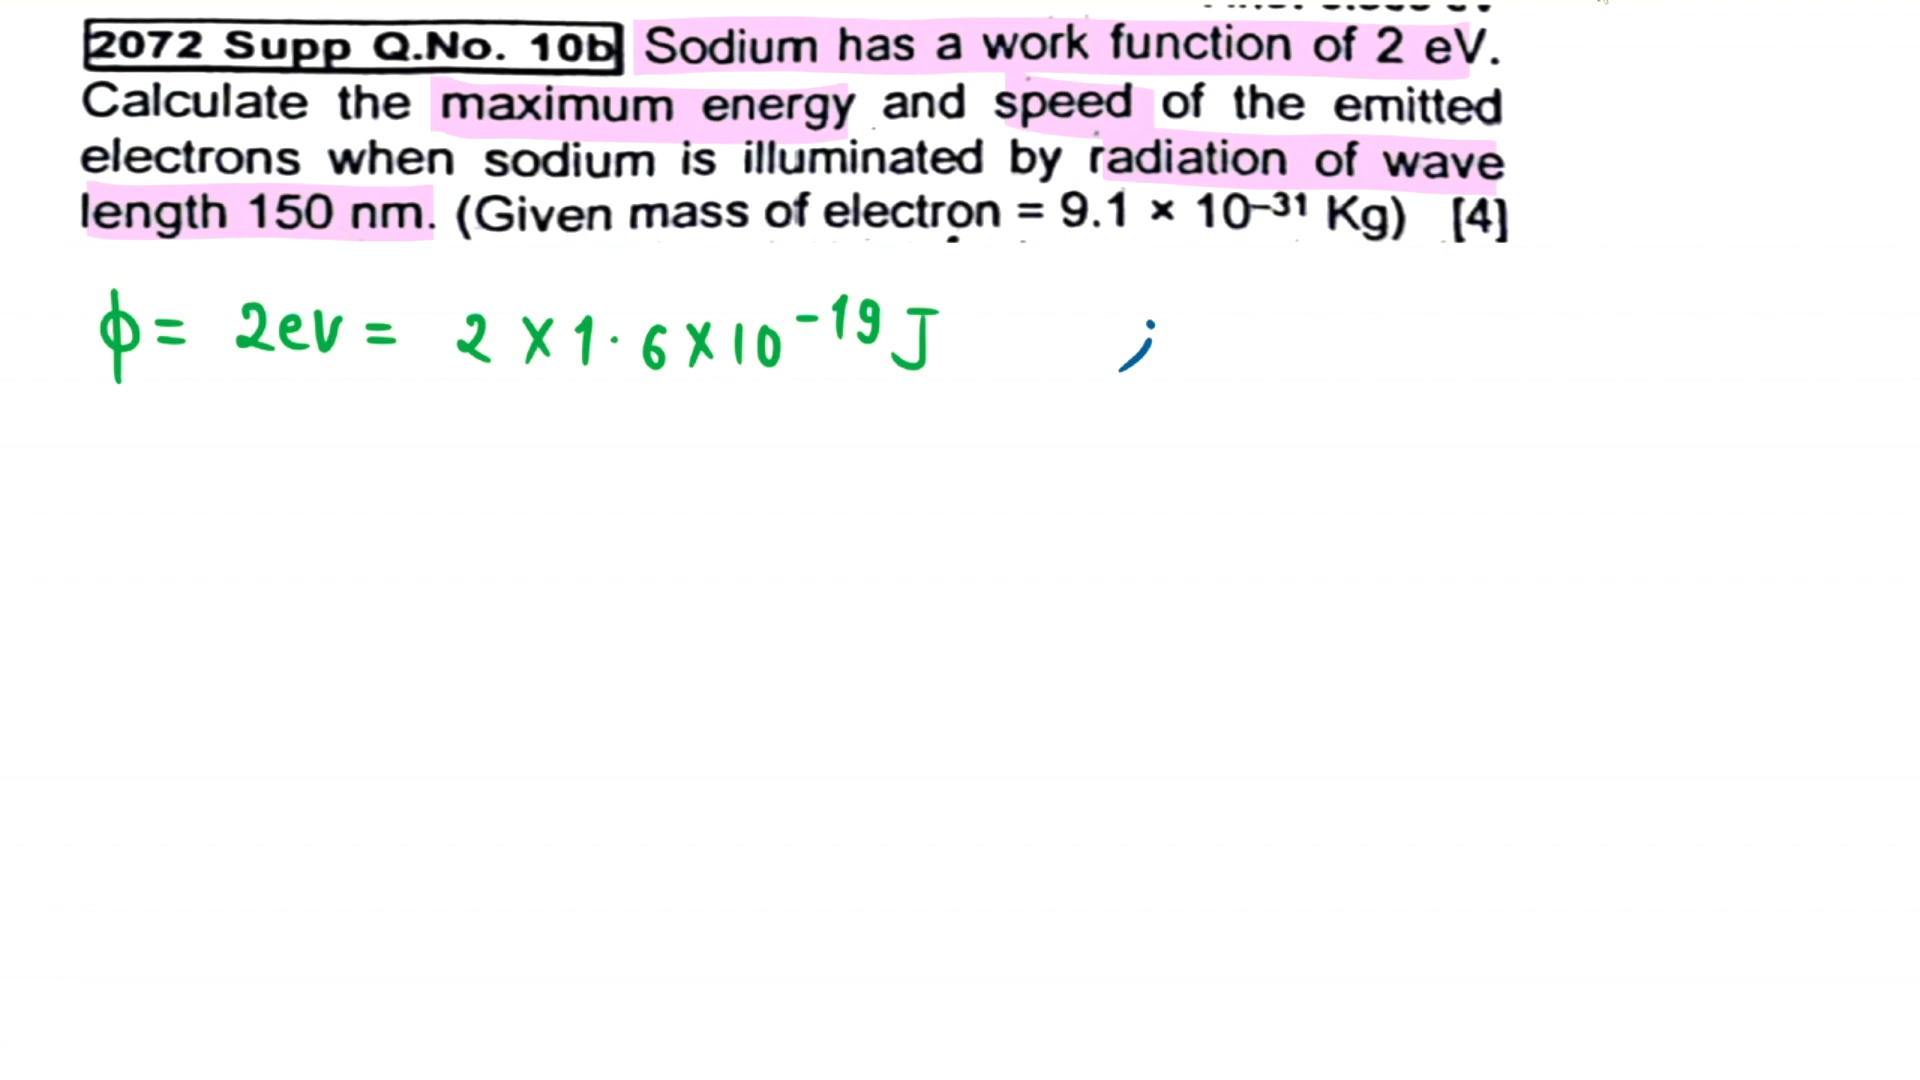 2072 Supp Q.No. 10b Sodium has a work function of 2 eV.
Calculate the maximum energy and speed of the emitted
electrons when sodium is illuminated by radiation of wave
length 150 nm. (Given mass of electron = 9.1 × 10⁻³¹ Kg) [4]
ϕ = 2ev = 2 × 1.6 × 10⁻¹⁹ J ;